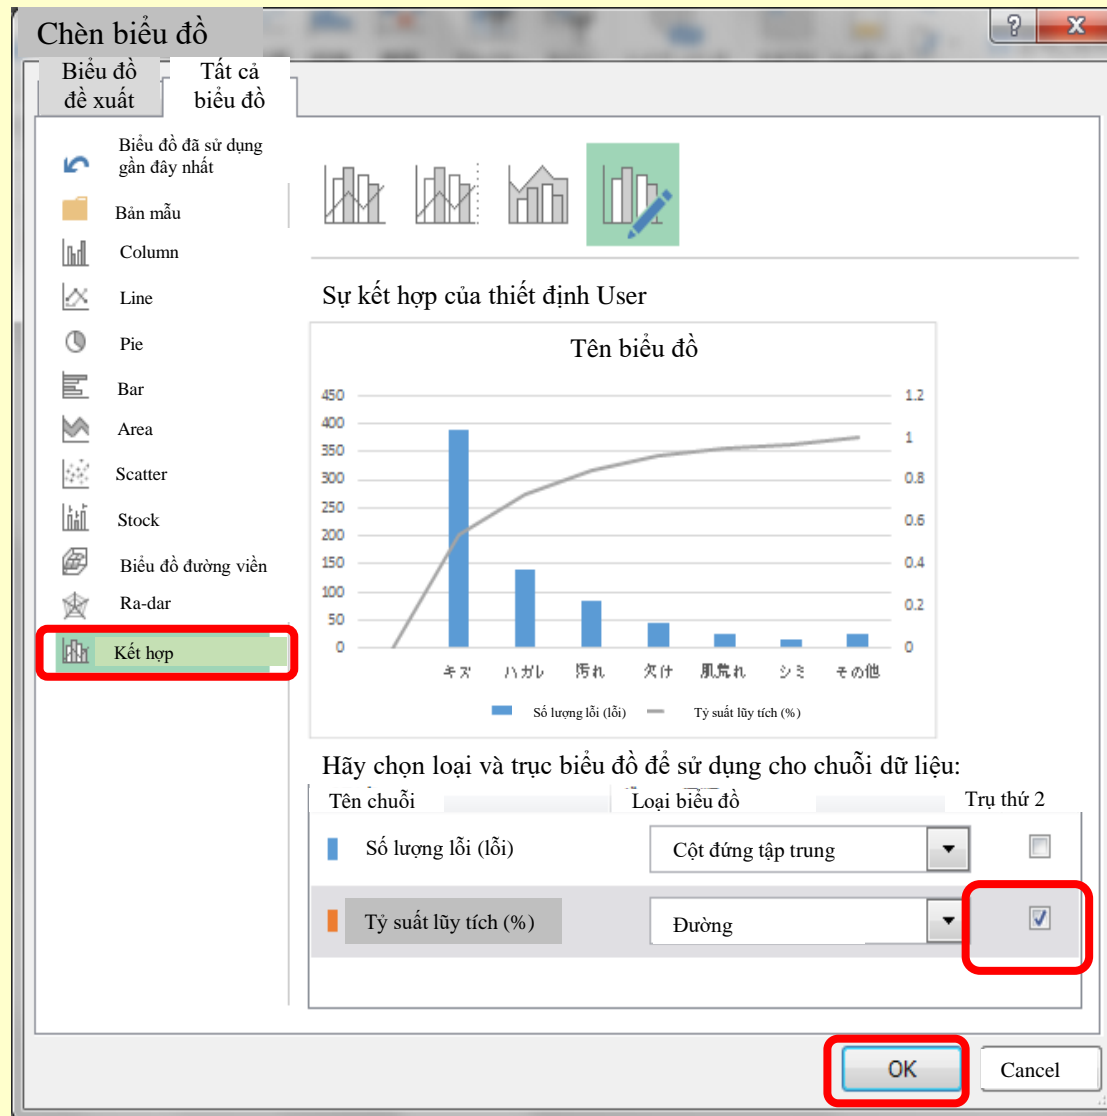 Chèn biểu đồ
?
X
Biểu đồ
đề xuất
Tất cả
biểu đồ
Biểu đồ đã sử dụng
gần đây nhất
Bản mẫu
Column
Line
Pie
Bar
Area
Scatter
Stock
Biểu đồ đường viền
Ra-dar
Kết hợp
Sự kết hợp của thiết định User
Tên biểu đồ
450
400
350
300
250
200
150
100
50
0
1.2
1
0.8
0.6
0.4
0.2
0
キズ ハガレ 汚れ 欠け 肌荒れ シミ その他
Số lượng lỗi (lỗi) Tỷ suất lũy tích (%)
Hãy chọn loại và trục biểu đồ để sử dụng cho chuỗi dữ liệu:
Tên chuỗi Loại biểu đồ Trụ thứ 2
Số lượng lỗi (lỗi) Cột đứng tập trung
Tỷ suất lũy tích (%) Đường
OK Cancel